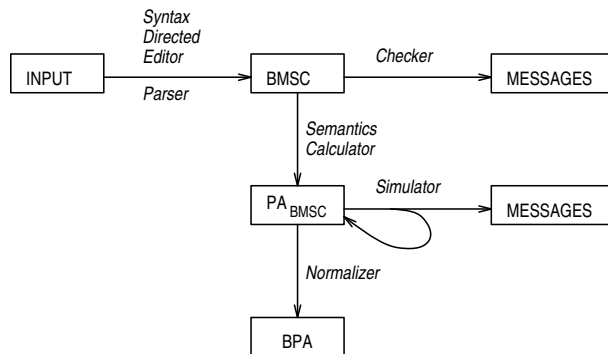 Syntax
Directed
Editor
INPUT
Parser
BMSC
Checker
MESSAGES
Semantics
Calculator
PA BMSC
Simulator
MESSAGES
Normalizer
BPA